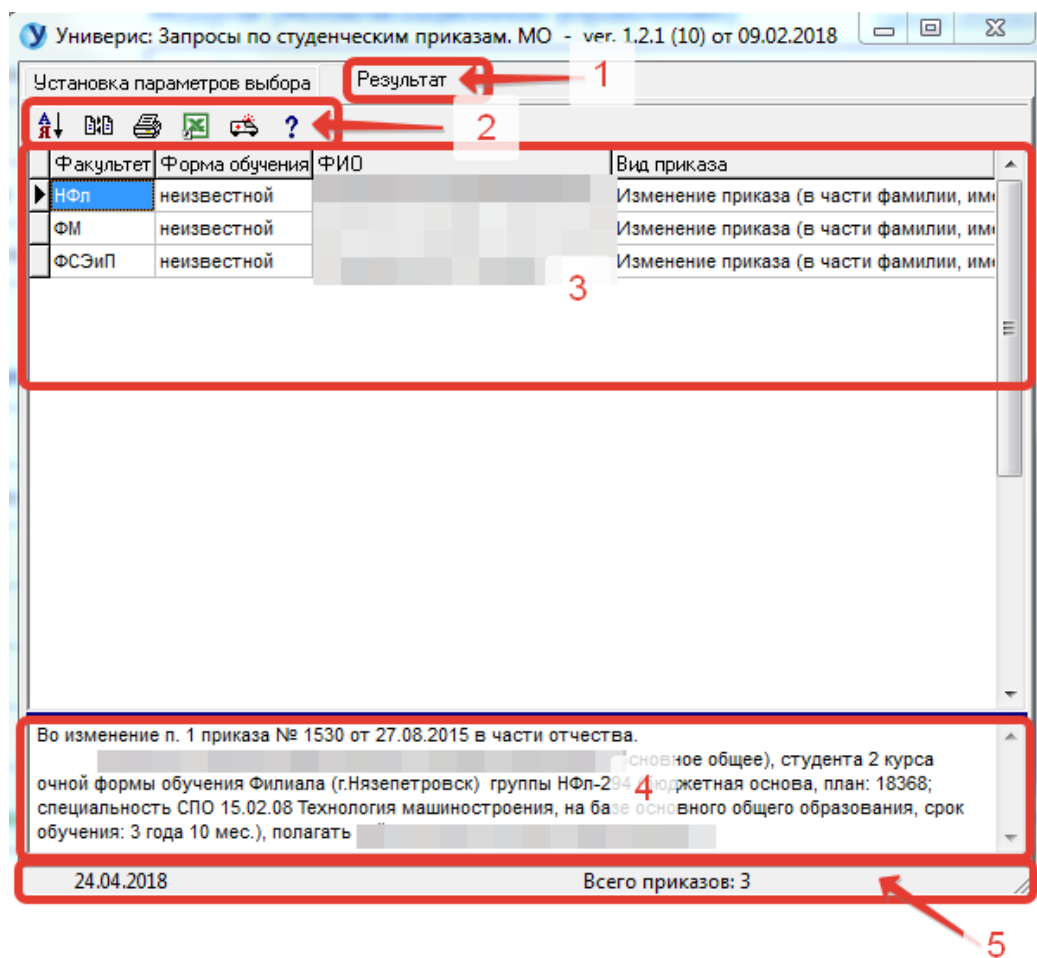 Универис: Запросы по студенческим приказам. МО - ver. 1.2.1 (10) от 09.02.2018
Установка параметров выбора Результат 1
2
Факультет Форма обучения ФИО Вид приказа
НФл неизвестной Изменение приказа (в части фамилии, им
ФМ неизвестной Изменение приказа (в части фамилии, им
ФСЭиП неизвестной Изменение приказа (в части фамилии, им
3
Во изменение п. 1 приказа № 1530 от 27.08.2015 в части отчества.
основное общее), студента 2 курса
очной формы обучения Филиала (г.Нязепетровск) группы НФл-294 (бюджетная основа, план: 18368;
4
специальность СПО 15.02.08 Технология машиностроения, на базе основного общего образования, срок
обучения: 3 года 10 мес.), полагать
24.04.2018 Всего приказов: 3
5